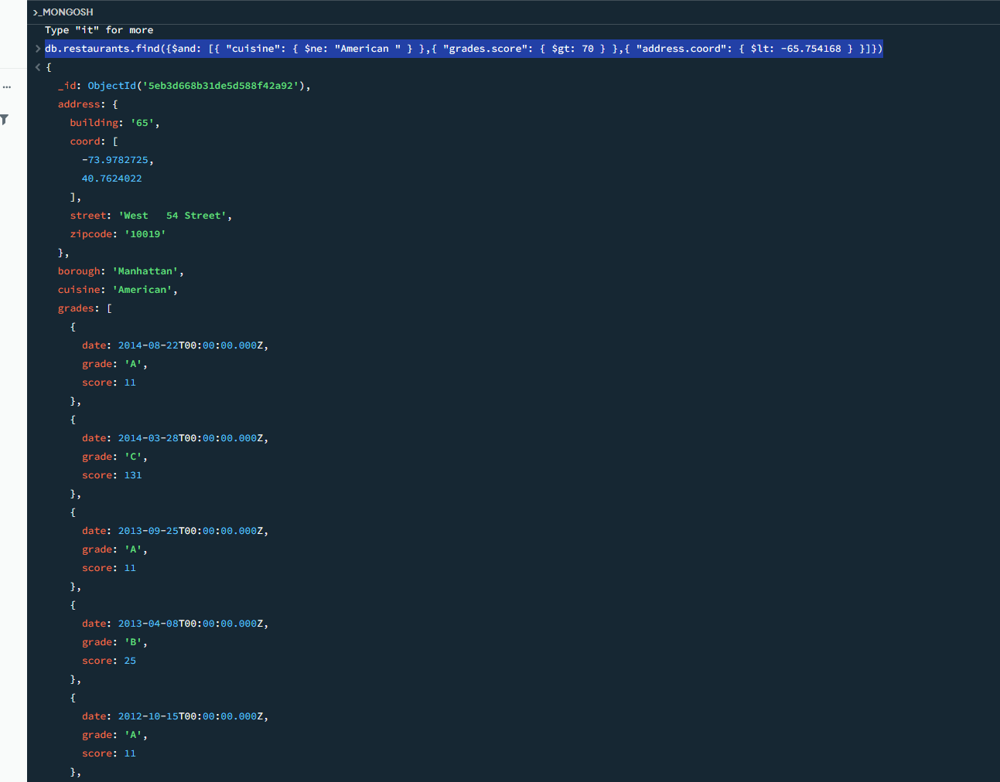 >_MONGOSH
Type "it" for more
> db.restaurants.find({$and: [{ "cuisine": { $ne: "American " } },{ "grades.score": { $gt: 70 } },{ "address.coord": { $lt: -65.754168 } }]})
< {
_id: ObjectId('5eb3d668b31de5d588f42a92'),
address: {
building: '65',
coord: [
-73.9782725,
40.7624022
],
street: 'West   54 Street',
zipcode: '10019'
},
borough: 'Manhattan',
cuisine: 'American',
grades: [
{
date: 2014-08-22T00:00:00.000Z,
grade: 'A',
score: 11
},
{
date: 2014-03-28T00:00:00.000Z,
grade: 'C',
score: 131
},
{
date: 2013-09-25T00:00:00.000Z,
grade: 'A',
score: 11
},
{
date: 2013-04-08T00:00:00.000Z,
grade: 'B',
score: 25
},
{
date: 2012-10-15T00:00:00.000Z,
grade: 'A',
score: 11
},